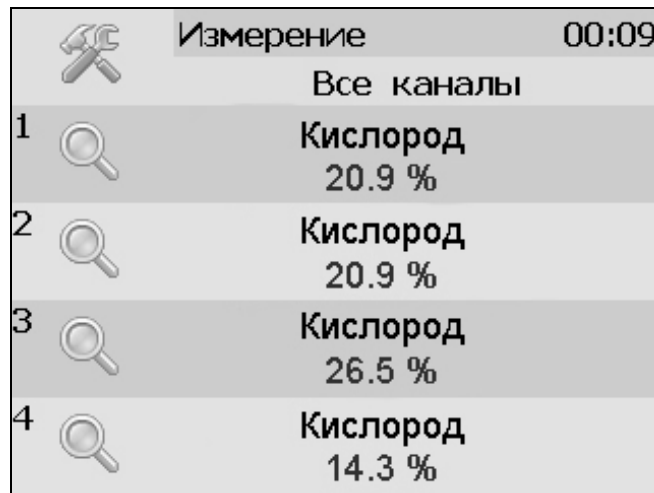 Измерение 00:09
Все каналы
1
Кислород
20.9 %
2
Кислород
20.9 %
3
Кислород
26.5 %
4
Кислород
14.3 %